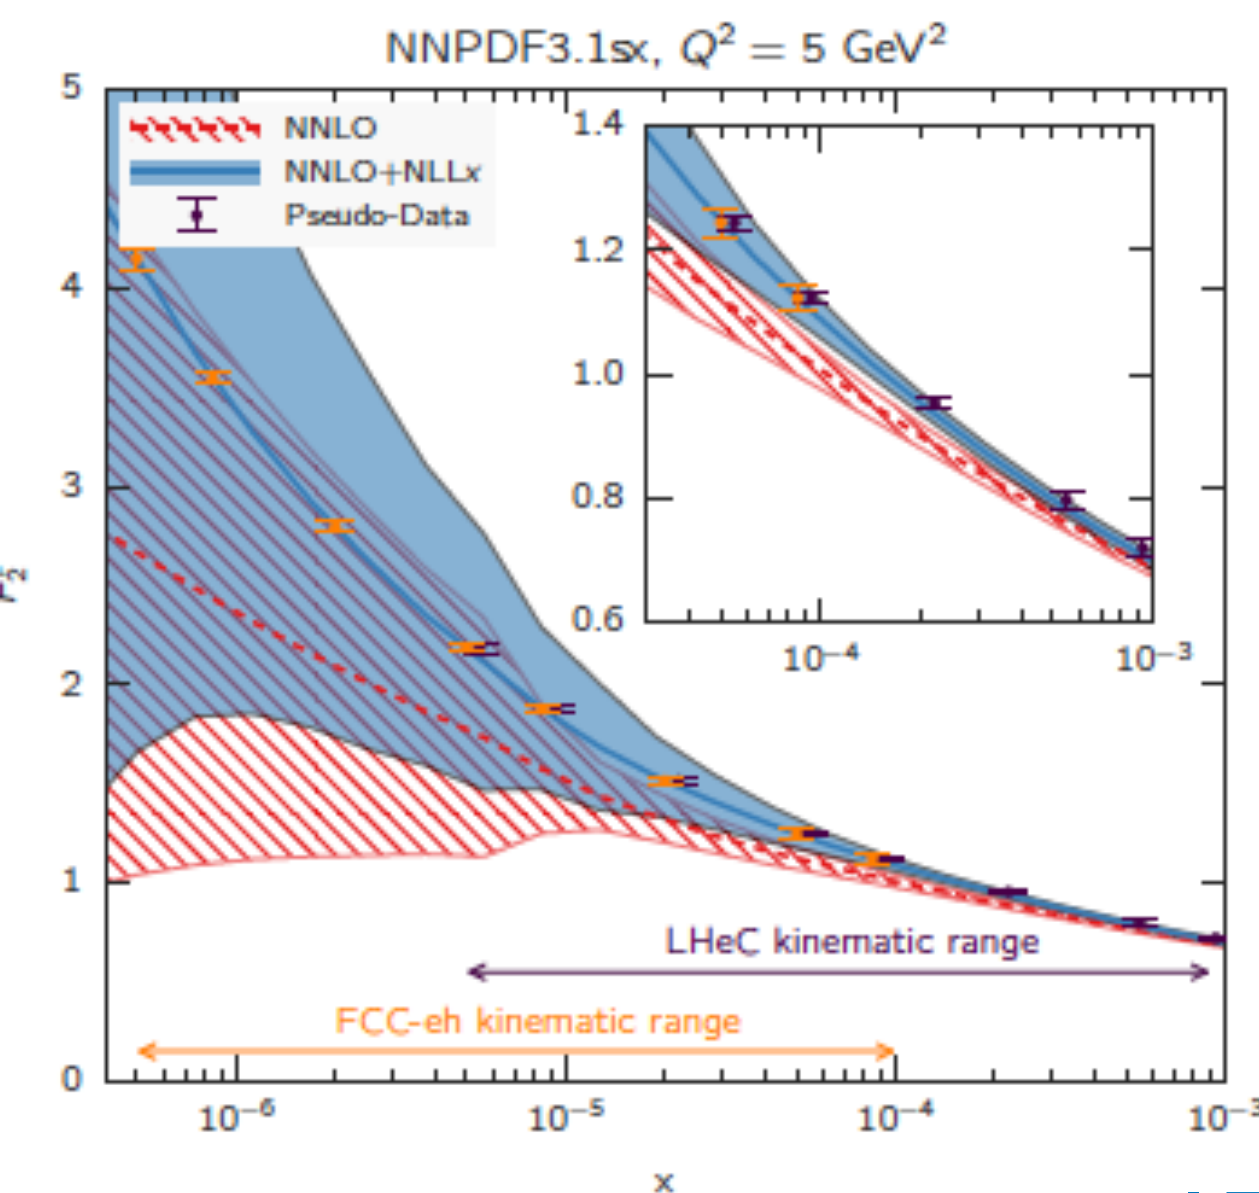 NNPDF3.1sx, Q² = 5 GeV²
5
4
3
2
1
0
NNLO
NNLO+NLLx
Pseudo-Data
1.4
1.2
1.0
0.8
0.6
10⁻⁴
10⁻³
LHeC kinematic range
FCC-eh kinematic range
10⁻⁶
10⁻⁵
10⁻⁴
10⁻³
x